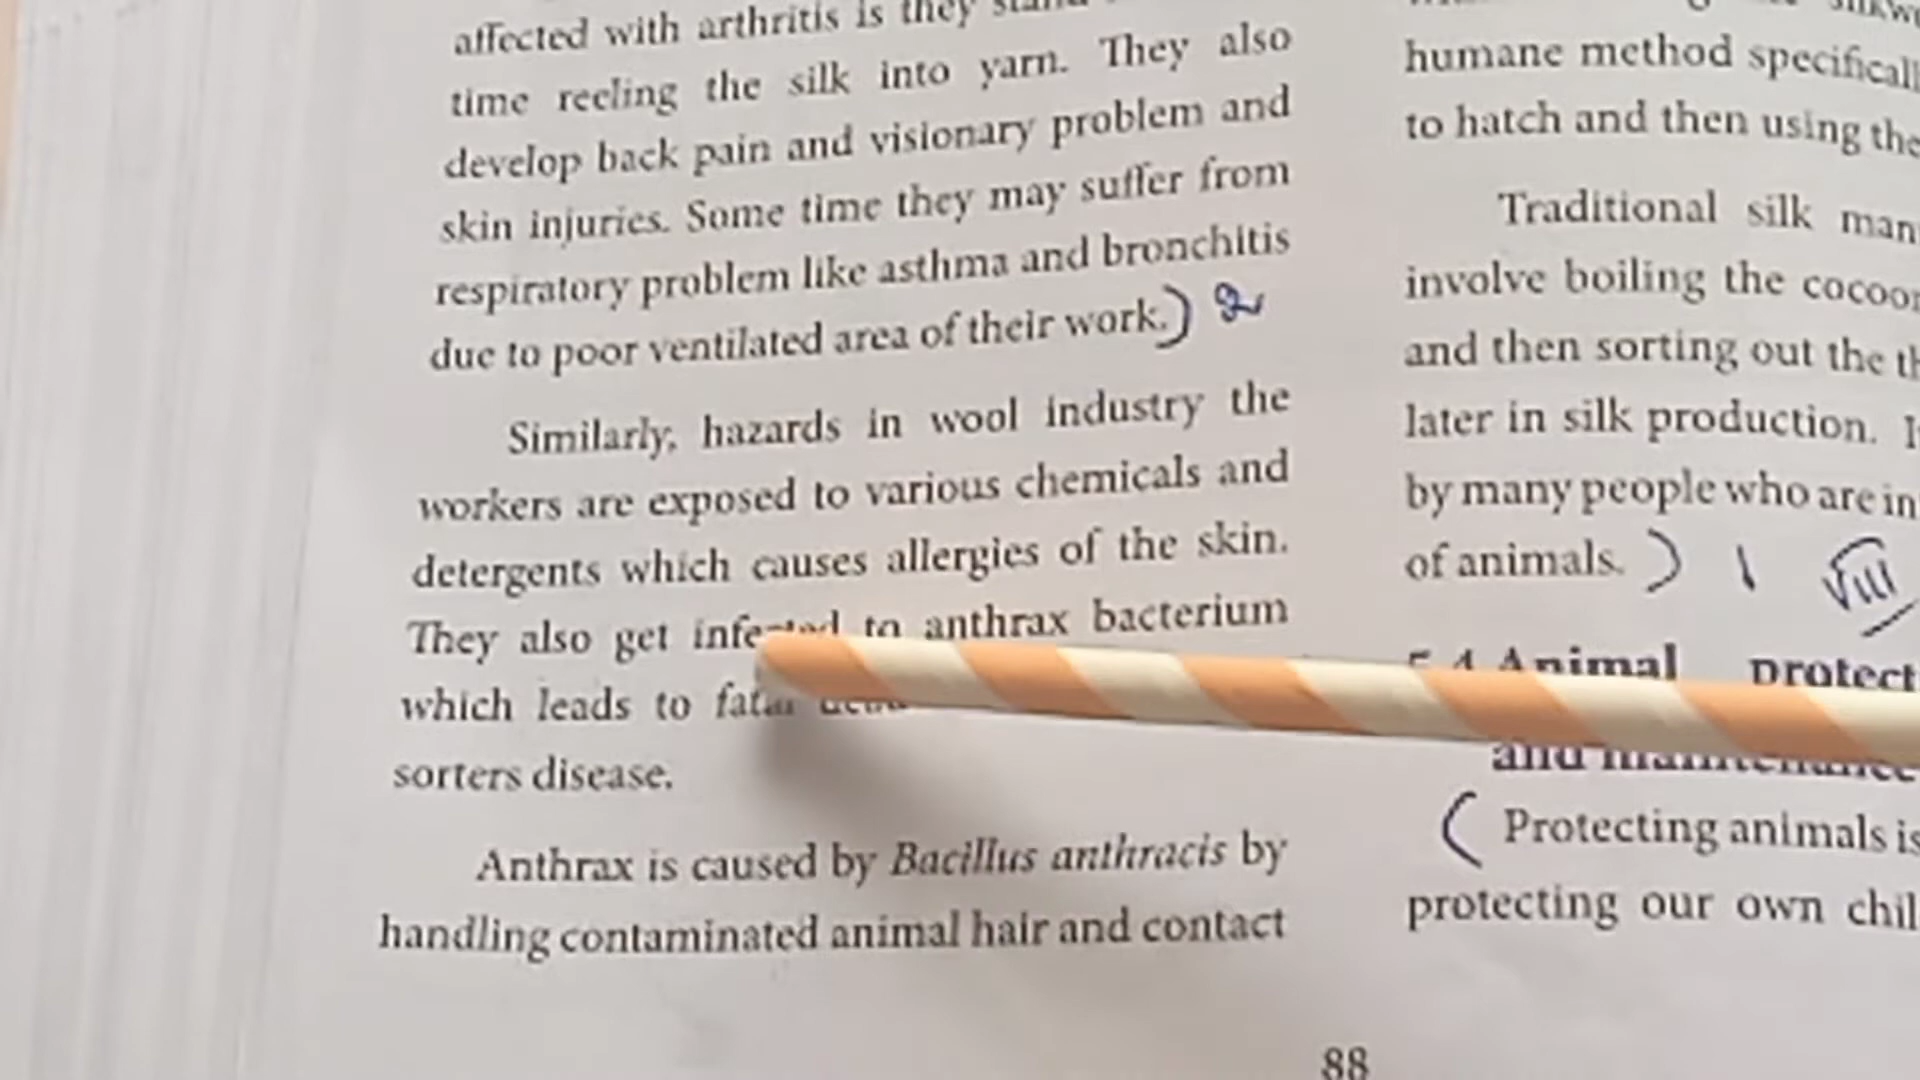 affected with arthritis is they
time reeling the silk into yarn. They also
develop back pain and visionary problem and
skin injuries. Some time they may suffer from
respiratory problem like asthma and bronchitis
due to poor ventilated area of their work.) 2
Similarly, hazards in wool industry the
workers are exposed to various chemicals and
detergents which causes allergies of the skin.
They also get infected to anthrax bacterium
which leads to fatal
sorters disease.
Anthrax is caused by Bacillus anthracis by
handling contaminated animal hair and contact
humane method
to hatch and then using the
Traditional silk
involve boiling the
and then sorting out the
later in silk production.
by many people who are in
of animals. ) 1 VIII
5.4 Animal
and maintenance
( Protecting animals is
protecting our own
88